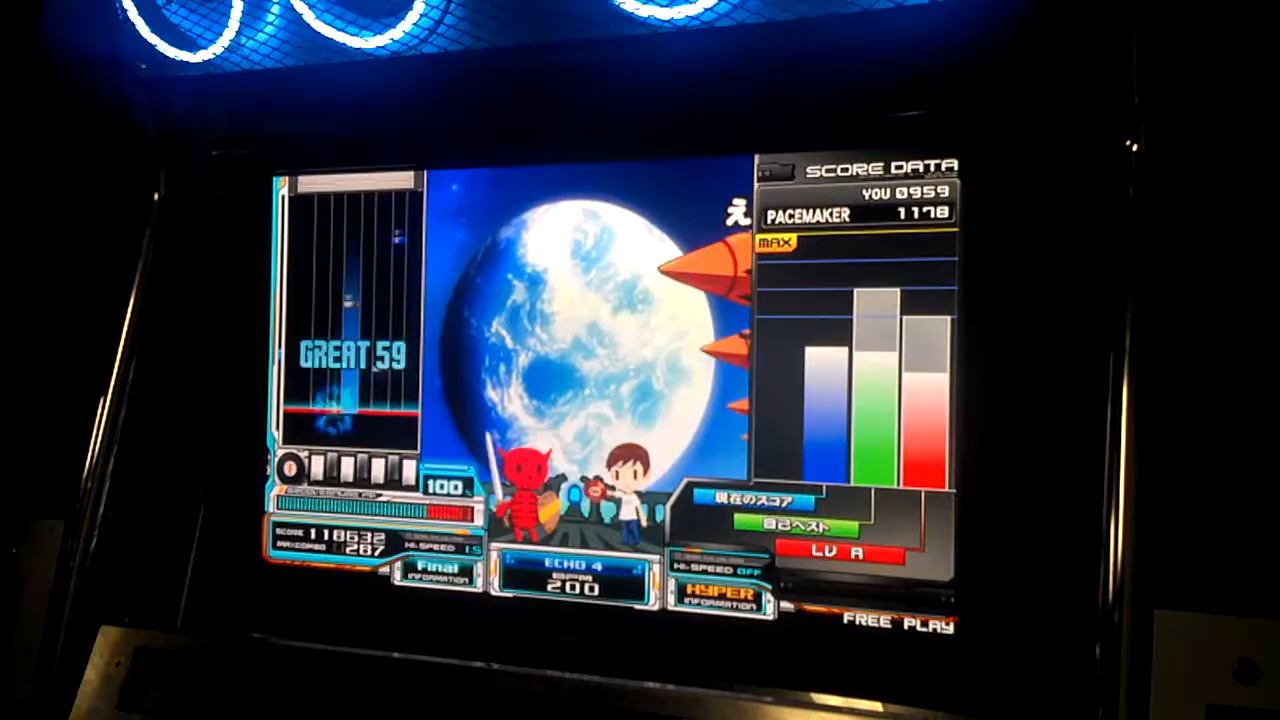 SCORE DATA
YOU 0959
え
PACEMAKER 1178
MAX
GREAT 59
100
現在のスコア
自己ベスト
LV A
SCORE 118632
MAXCOMBO 287
HI-SPEED 1.5
Final
INFORMATION
ECHO 4
BPM
200
HI-SPEED OFF
HYPER
INFORMATION
FREE PLAY